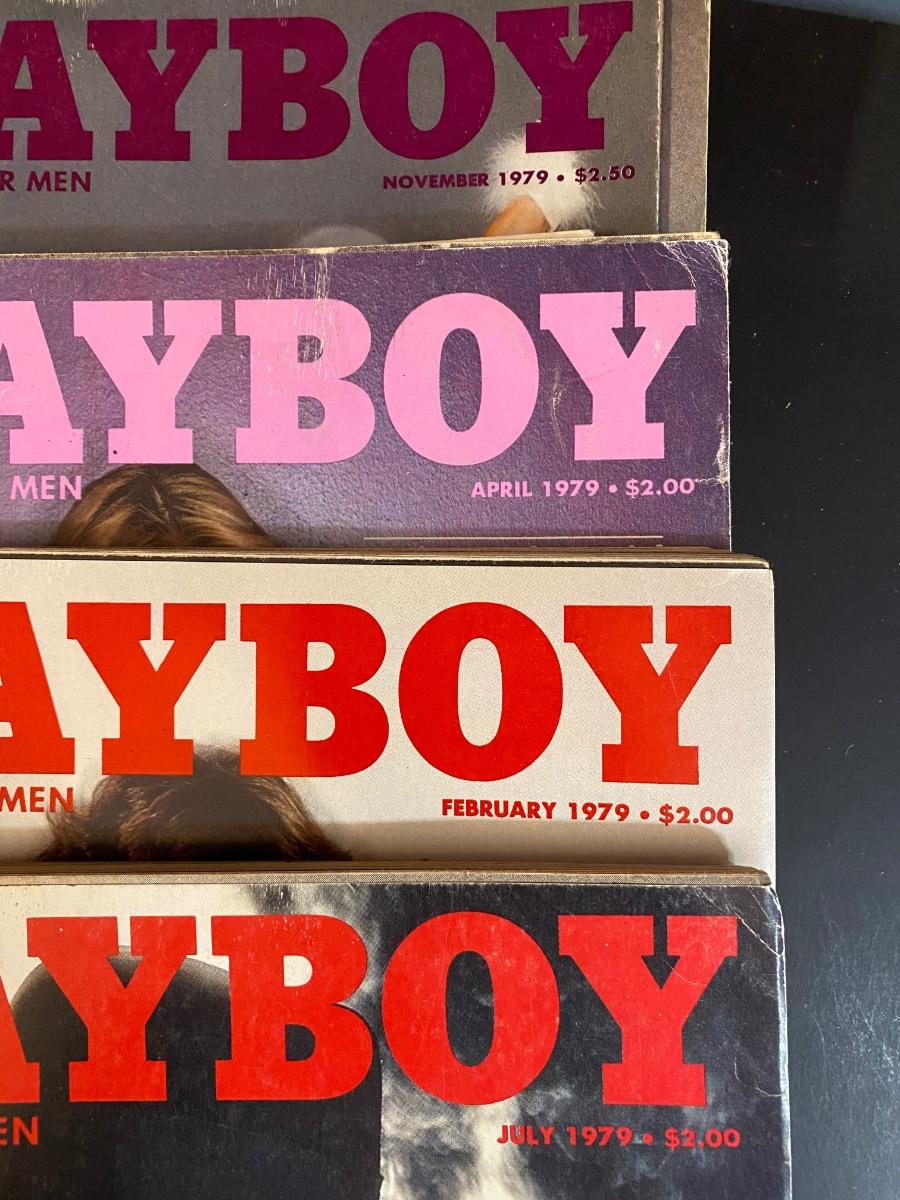 AYBOY
R MEN
NOVEMBER 1979 • $2.50
AYBOY
MEN
APRIL 1979 • $2.00
AYBOY
MEN
FEBRUARY 1979 • $2.00
AYBOY
EN
JULY 1979 • $2.00